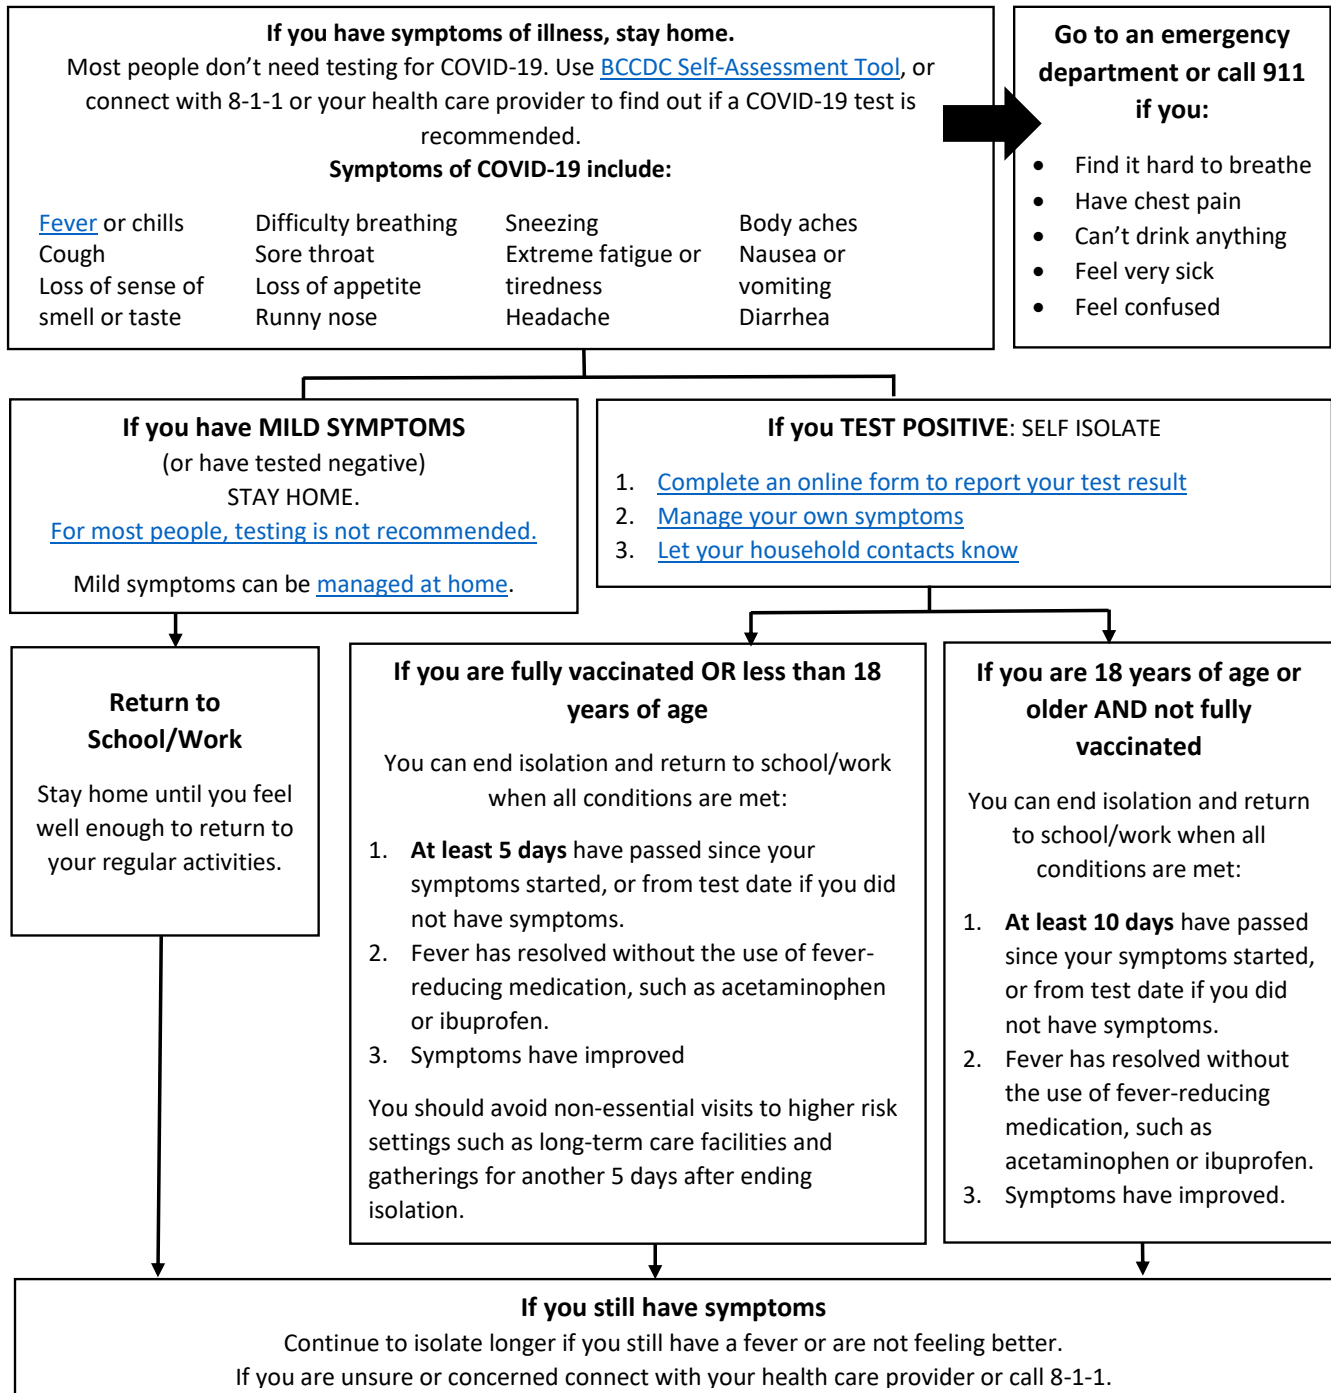 If you have symptoms of illness, stay home.
Most people don't need testing for COVID-19. Use BCCDC Self-Assessment Tool, or
connect with 8-1-1 or your health care provider to find out if a COVID-19 test is
recommended.
Symptoms of COVID-19 include:
Fever or chills
Cough
Loss of sense of
smell or taste
Difficulty breathing
Sore throat
Loss of appetite
Runny nose
Sneezing
Extreme fatigue or
tiredness
Headache
Body aches
Nausea or
vomiting
Diarrhea
Go to an emergency
department or call 911
if you:
• Find it hard to breathe
• Have chest pain
• Can't drink anything
• Feel very sick
• Feel confused
If you have MILD SYMPTOMS
(or have tested negative)
STAY HOME.
For most people, testing is not recommended.
Mild symptoms can be managed at home.
If you TEST POSITIVE: SELF ISOLATE
1. Complete an online form to report your test result
2. Manage your own symptoms
3. Let your household contacts know
Return to
School/Work
Stay home until you feel
well enough to return to
your regular activities.
If you are fully vaccinated OR less than 18
years of age
You can end isolation and return to school/work
when all conditions are met:
1. At least 5 days have passed since your
symptoms started, or from test date if you did
not have symptoms.
2. Fever has resolved without the use of fever-
reducing medication, such as acetaminophen
or ibuprofen.
3. Symptoms have improved
You should avoid non-essential visits to higher risk
settings such as long-term care facilities and
gatherings for another 5 days after ending
isolation.
If you are 18 years of age or
older AND not fully
vaccinated
You can end isolation and return
to school/work when all
conditions are met:
1. At least 10 days have passed
since your symptoms started,
or from test date if you did
not have symptoms.
2. Fever has resolved without
the use of fever-reducing
medication, such as
acetaminophen or ibuprofen.
3. Symptoms have improved.
If you still have symptoms
Continue to isolate longer if you still have a fever or are not feeling better.
If you are unsure or concerned connect with your health care provider or call 8-1-1.